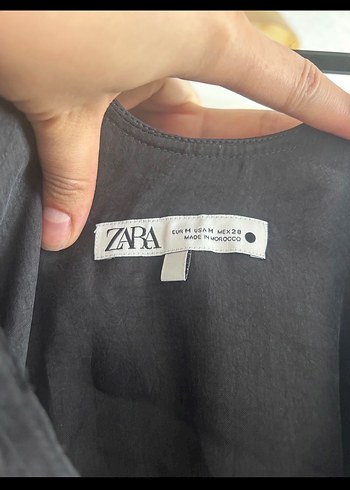 ZARA
EUR M USA M MEX 28
MADE IN MOROCCO